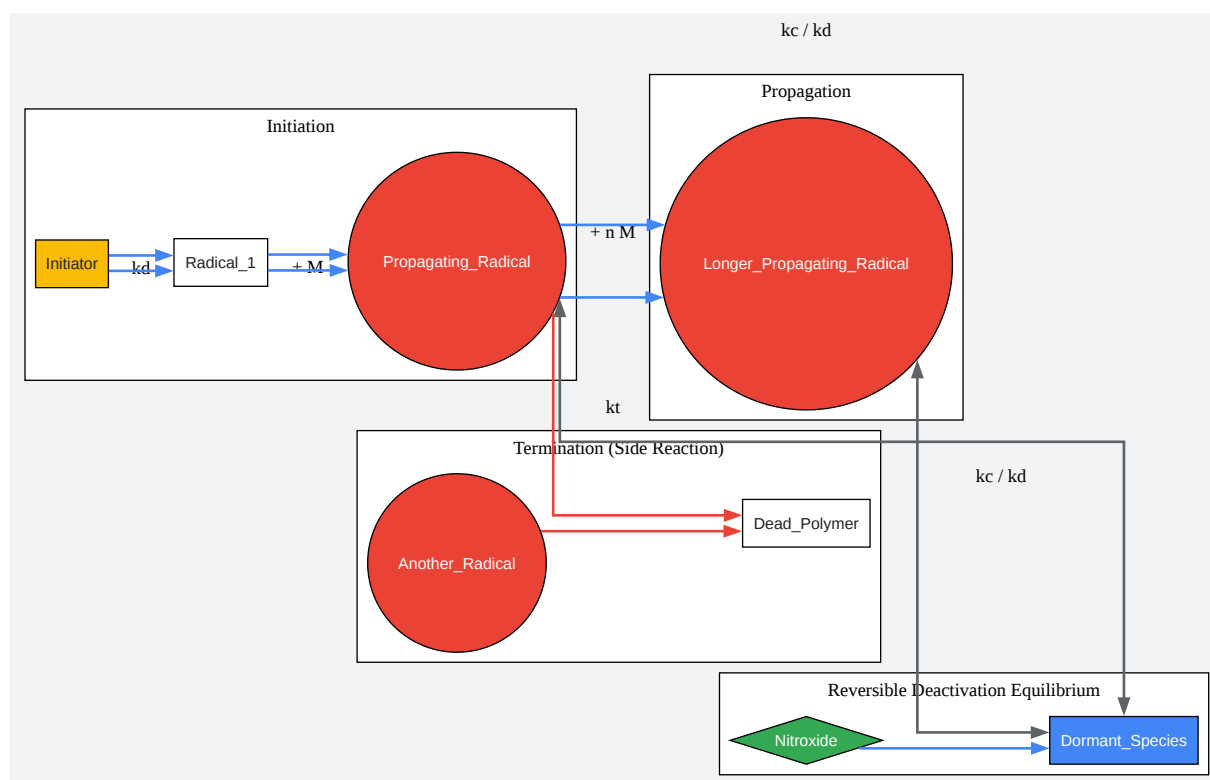 kc / kd
Propagation
Initiation
+ n M
Initiator
kd
Radical_1
+ M
Propagating_Radical
Longer_Propagating_Radical
kt
Termination (Side Reaction)
kc / kd
Dead_Polymer
Another_Radical
Reversible Deactivation Equilibrium
Nitroxide
Dormant_Species